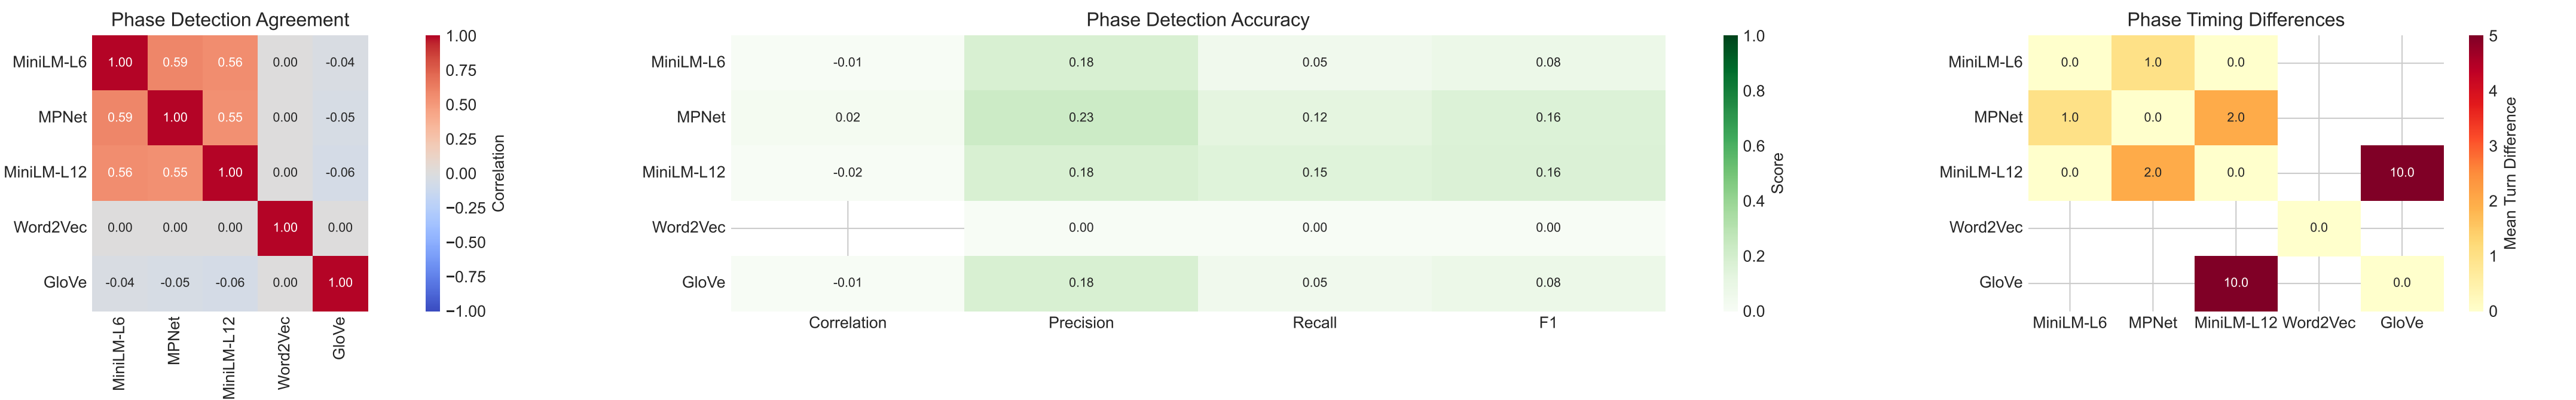 Phase Detection Agreement
MiniLM-L6 1.00 0.59 0.56 0.00 -0.04
MPNet 0.59 1.00 0.55 0.00 -0.05
MiniLM-L12 0.56 0.55 1.00 0.00 -0.06
Word2Vec 0.00 0.00 0.00 1.00 0.00
GloVe -0.04 -0.05 -0.06 0.00 1.00
MiniLM-L6 MPNet MiniLM-L12 Word2Vec GloVe
1.00
0.75
0.50
0.25
0.00
−0.25
−0.50
−0.75
−1.00
Correlation
Phase Detection Accuracy
MiniLM-L6 -0.01 0.18 0.05 0.08
MPNet 0.02 0.23 0.12 0.16
MiniLM-L12 -0.02 0.18 0.15 0.16
Word2Vec 0.00 0.00 0.00
GloVe -0.01 0.18 0.05 0.08
Correlation Precision Recall F1
1.0
0.8
0.6
0.4
0.2
0.0
Score
Phase Timing Differences
MiniLM-L6 0.0 1.0 0.0
MPNet 1.0 0.0 2.0
MiniLM-L12 0.0 2.0 0.0 10.0
Word2Vec 0.0
GloVe 10.0 0.0
MiniLM-L6 MPNet MiniLM-L12 Word2Vec GloVe
5
4
3
2
1
0
Mean Turn Difference